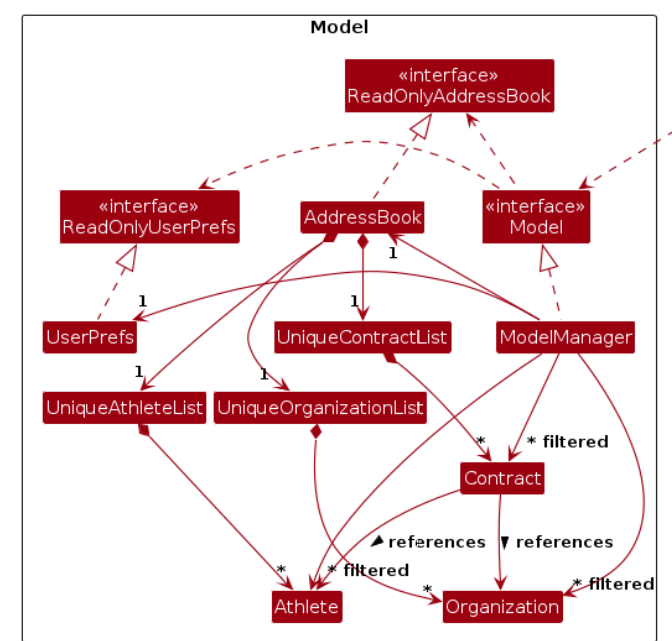 Model
«interface»
ReadOnlyAddressBook
«interface»
ReadOnlyUserPrefs
AddressBook
«interface»
Model
1
1
1
UserPrefs
UniqueContractList
ModelManager
1
1
UniqueAthleteList
UniqueOrganizationList
*
* filtered
Contract
references
references
*
* filtered
*
* filtered
Athlete
Organization